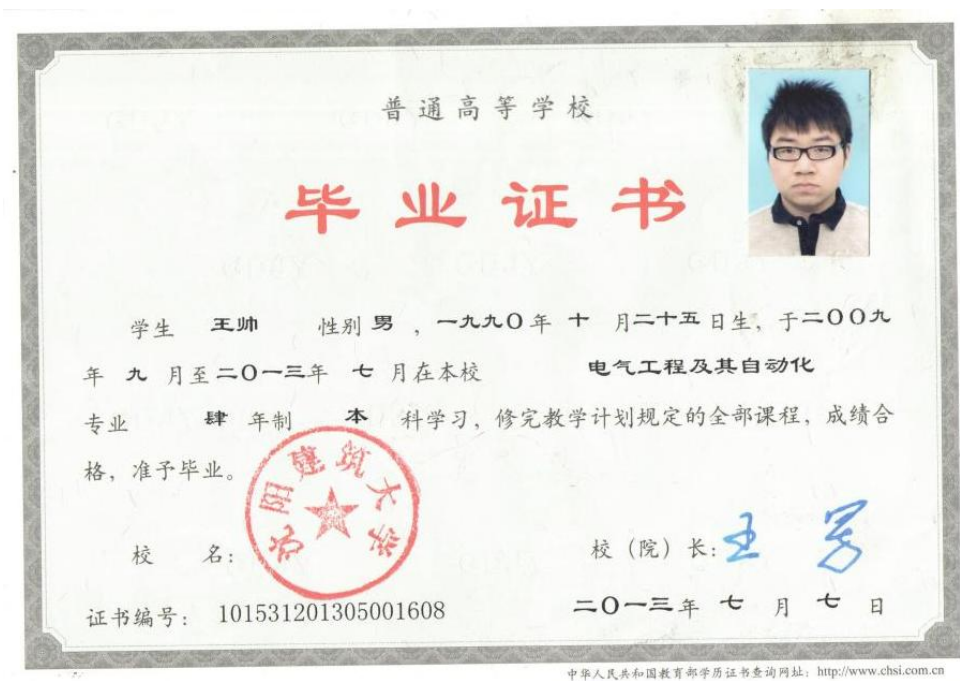 普通高等学校
毕业证书
学生 王帅 性别 男 , 一九九〇年 十 月二十五日生, 于二〇〇九
年 九 月至二〇一三年 七 月在本校 电气工程及其自动化
专业 肆 年制 本 科学习, 修完教学计划规定的全部课程, 成绩合
格, 准予毕业。
沈阳建筑大学
校 名: 校(院)长: 王军
证书编号: 101531201305001608 二〇一三年 七 月 七 日
中华人民共和国教育部学历证书查询网址: http://www.chsi.com.cn